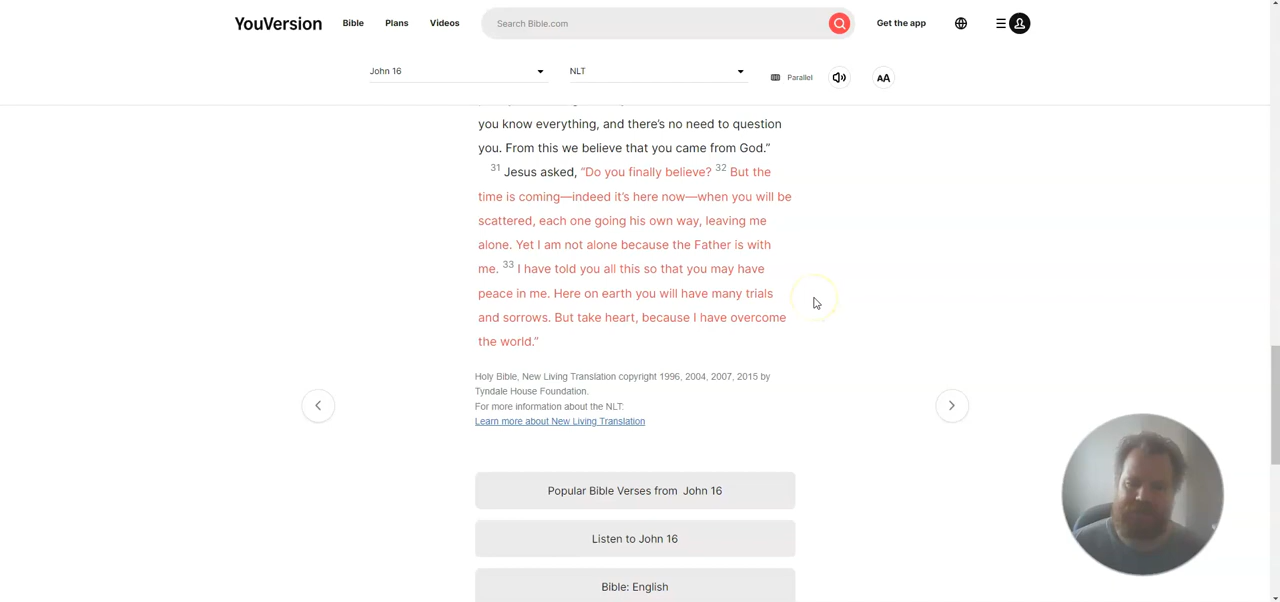 YouVersion Bible Plans Videos Search Bible.com Get the app
John 16 NLT Parallel AA
you know everything, and there's no need to question
you. From this we believe that you came from God."
31 Jesus asked, "Do you finally believe? 32 But the
time is coming—indeed it's here now—when you will be
scattered, each one going his own way, leaving me
alone. Yet I am not alone because the Father is with
me. 33 I have told you all this so that you may have
peace in me. Here on earth you will have many trials
and sorrows. But take heart, because I have overcome
the world."
Holy Bible, New Living Translation copyright 1996, 2004, 2007, 2015 by
Tyndale House Foundation.
For more information about the NLT:
Learn more about New Living Translation
Popular Bible Verses from John 16
Listen to John 16
Bible: English